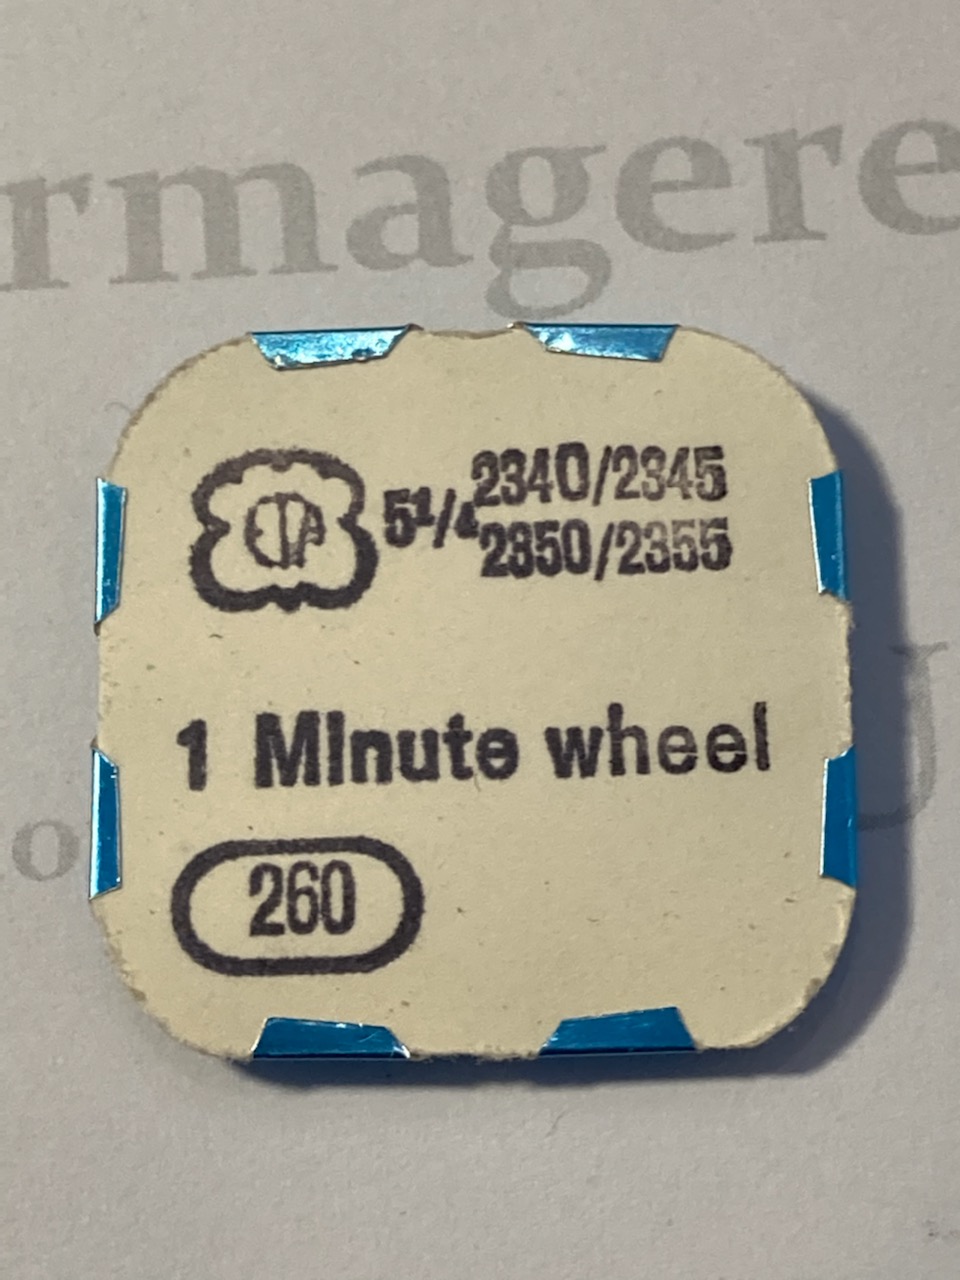 rmagere
ETA 5¼ 2340/2345
2350/2355
1 Minute wheel
260
o